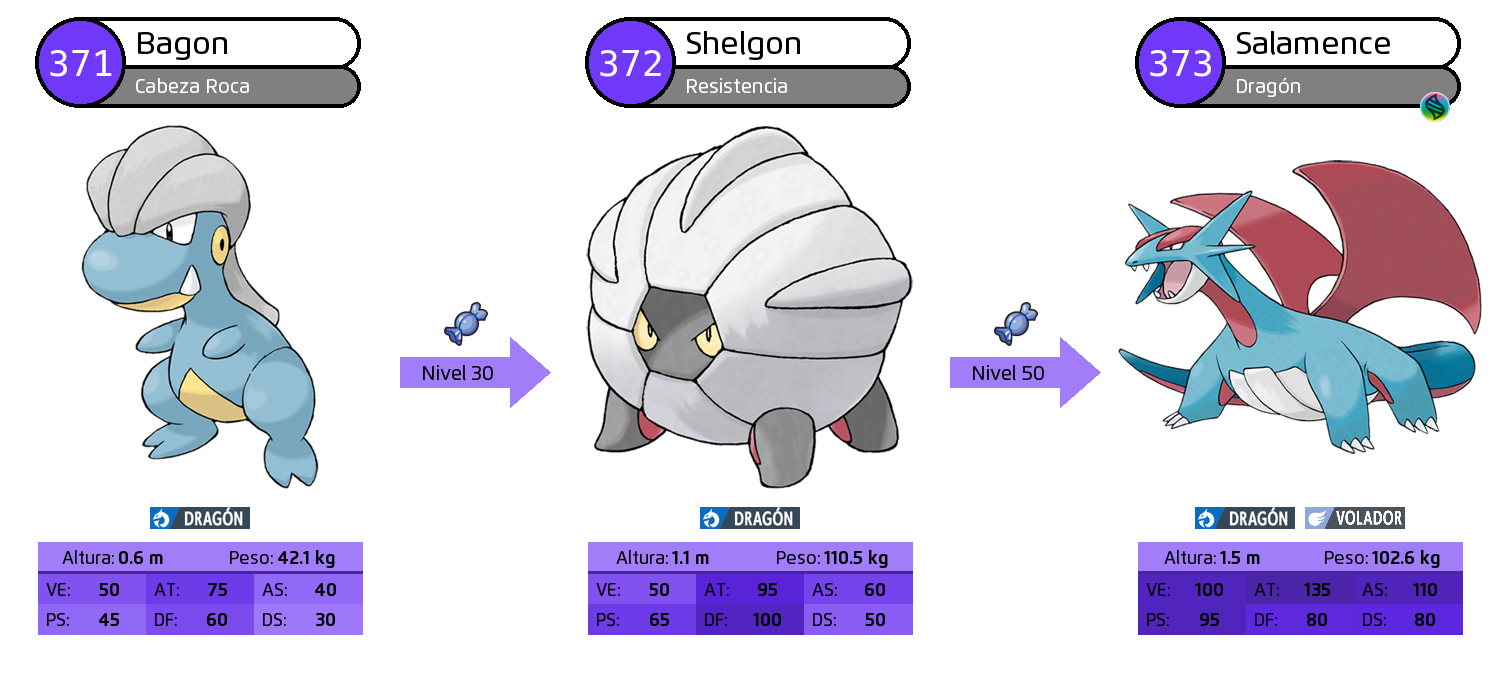 371
Bagon
Cabeza Roca
372
Shelgon
Resistencia
373
Salamence
Dragón
Nivel 30
Nivel 50
DRAGÓN
DRAGÓN
DRAGÓN
VOLADOR
Altura: 0.6 m Peso: 42.1 kg
VE: 50 AT: 75 AS: 40
PS: 45 DF: 60 DS: 30
Altura: 1.1 m Peso: 110.5 kg
VE: 50 AT: 95 AS: 60
PS: 65 DF: 100 DS: 50
Altura: 1.5 m Peso: 102.6 kg
VE: 100 AT: 135 AS: 110
PS: 95 DF: 80 DS: 80